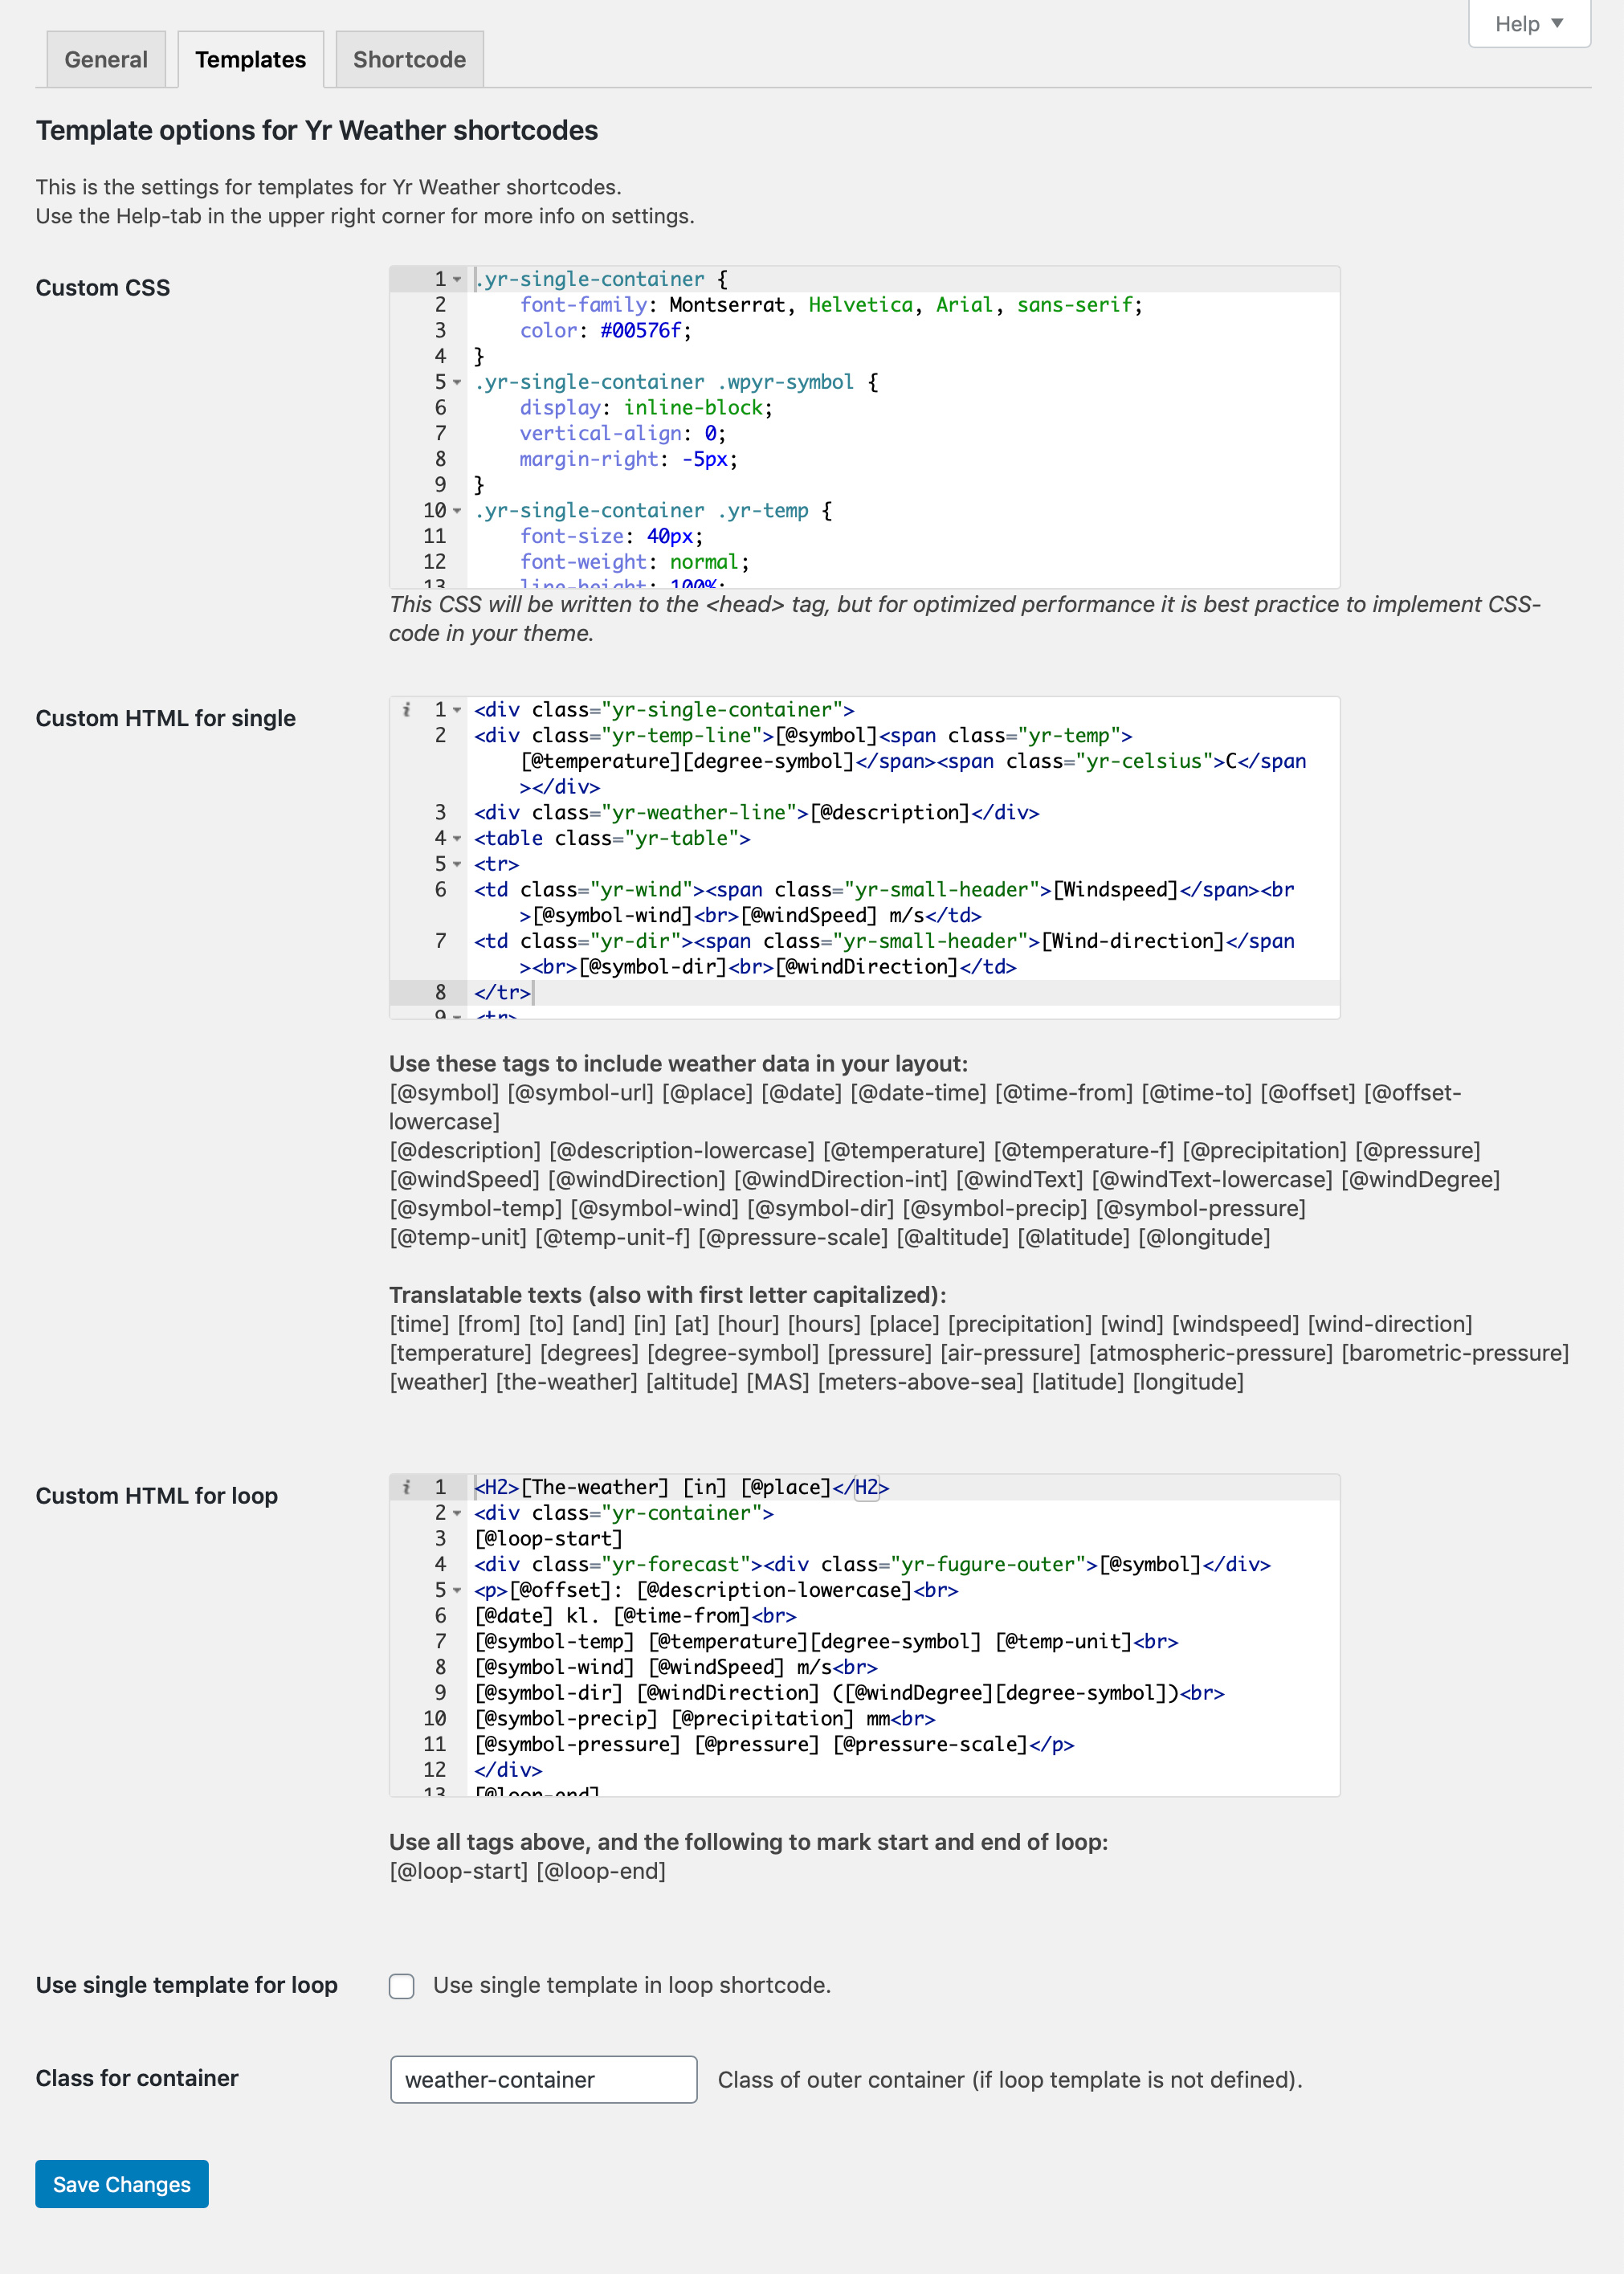 Help ▼
General
Templates
Shortcode
Template options for Yr Weather shortcodes
This is the settings for templates for Yr Weather shortcodes.
Use the Help-tab in the upper right corner for more info on settings.
Custom CSS
1 .yr-single-container {
2 font-family: Montserrat, Helvetica, Arial, sans-serif;
3 color: #00576f;
4 }
5 .yr-single-container .wpyr-symbol {
6 display: inline-block;
7 vertical-align: 0;
8 margin-right: -5px;
9 }
10 .yr-single-container .yr-temp {
11 font-size: 40px;
12 font-weight: normal;
13 line-height: 100%;
This CSS will be written to the <head> tag, but for optimized performance it is best practice to implement CSS-
code in your theme.
Custom HTML for single
i 1 <div class="yr-single-container">
2 <div class="yr-temp-line">[@symbol]<span class="yr-temp">
[@temperature][degree-symbol]</span><span class="yr-celsius">C</span
></div>
3 <div class="yr-weather-line">[@description]</div>
4 <table class="yr-table">
5 <tr>
6 <td class="yr-wind"><span class="yr-small-header">[Windspeed]</span><br
>[@symbol-wind]<br>[@windSpeed] m/s</td>
7 <td class="yr-dir"><span class="yr-small-header">[Wind-direction]</span
><br>[@symbol-dir]<br>[@windDirection]</td>
8 </tr>
9 <tr>
Use these tags to include weather data in your layout:
[@symbol] [@symbol-url] [@place] [@date] [@date-time] [@time-from] [@time-to] [@offset] [@offset-
lowercase]
[@description] [@description-lowercase] [@temperature] [@temperature-f] [@precipitation] [@pressure]
[@windSpeed] [@windDirection] [@windDirection-int] [@windText] [@windText-lowercase] [@windDegree]
[@symbol-temp] [@symbol-wind] [@symbol-dir] [@symbol-precip] [@symbol-pressure]
[@temp-unit] [@temp-unit-f] [@pressure-scale] [@altitude] [@latitude] [@longitude]
Translatable texts (also with first letter capitalized):
[time] [from] [to] [and] [in] [at] [hour] [hours] [place] [precipitation] [wind] [windspeed] [wind-direction]
[temperature] [degrees] [degree-symbol] [pressure] [air-pressure] [atmospheric-pressure] [barometric-pressure]
[weather] [the-weather] [altitude] [MAS] [meters-above-sea] [latitude] [longitude]
Custom HTML for loop
i 1 <H2>[The-weather] [in] [@place]</H2>
2 <div class="yr-container">
3 [@loop-start]
4 <div class="yr-forecast"><div class="yr-fugure-outer">[@symbol]</div>
5 <p>[@offset]: [@description-lowercase]<br>
6 [@date] kl. [@time-from]<br>
7 [@symbol-temp] [@temperature][degree-symbol] [@temp-unit]<br>
8 [@symbol-wind] [@windSpeed] m/s<br>
9 [@symbol-dir] [@windDirection] ([@windDegree][degree-symbol])<br>
10 [@symbol-precip] [@precipitation] mm<br>
11 [@symbol-pressure] [@pressure] [@pressure-scale]</p>
12 </div>
13 [@loop-end]
Use all tags above, and the following to mark start and end of loop:
[@loop-start] [@loop-end]
Use single template for loop
Use single template in loop shortcode.
Class for container
weather-container
Class of outer container (if loop template is not defined).
Save Changes